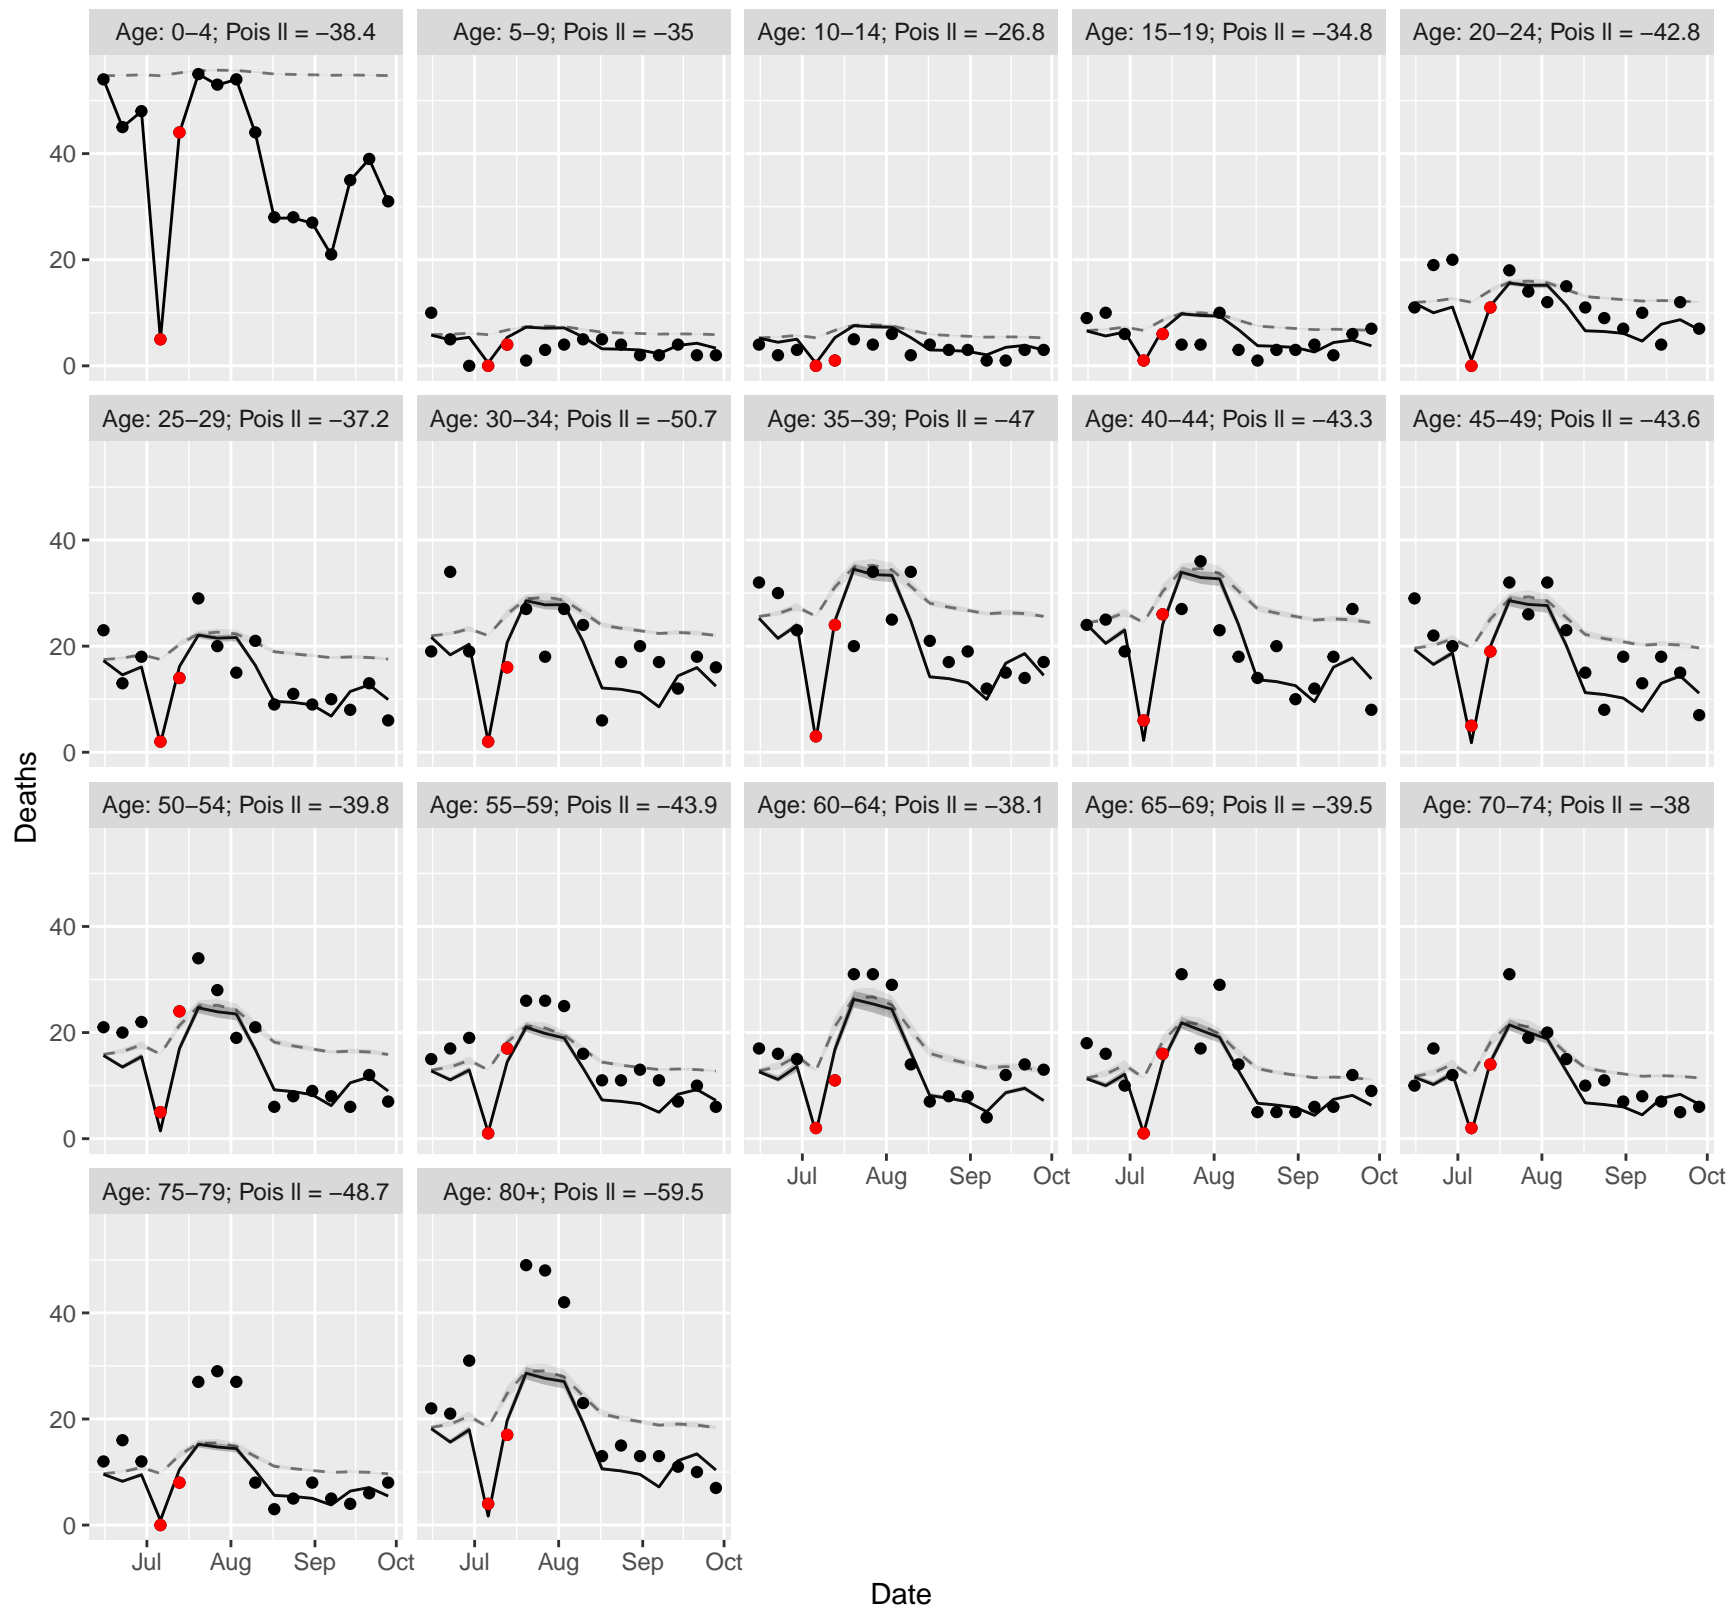 Age: 0−4; Pois ll = −38.4
Age: 5−9; Pois ll = −35
Age: 10−14; Pois ll = −26.8
Age: 15−19; Pois ll = −34.8
Age: 20−24; Pois ll = −42.8
40
20
0
Age: 25−29; Pois ll = −37.2
Age: 30−34; Pois ll = −50.7
Age: 35−39; Pois ll = −47
Age: 40−44; Pois ll = −43.3
Age: 45−49; Pois ll = −43.6
40
20
0
Deaths
Age: 50−54; Pois ll = −39.8
Age: 55−59; Pois ll = −43.9
Age: 60−64; Pois ll = −38.1
Age: 65−69; Pois ll = −39.5
Age: 70−74; Pois ll = −38
40
20
0
Jul Aug Sep Oct
Jul Aug Sep Oct
Jul Aug Sep Oct
Age: 75−79; Pois ll = −48.7
Age: 80+; Pois ll = −59.5
40
20
0
Jul Aug Sep Oct
Jul Aug Sep Oct
Date